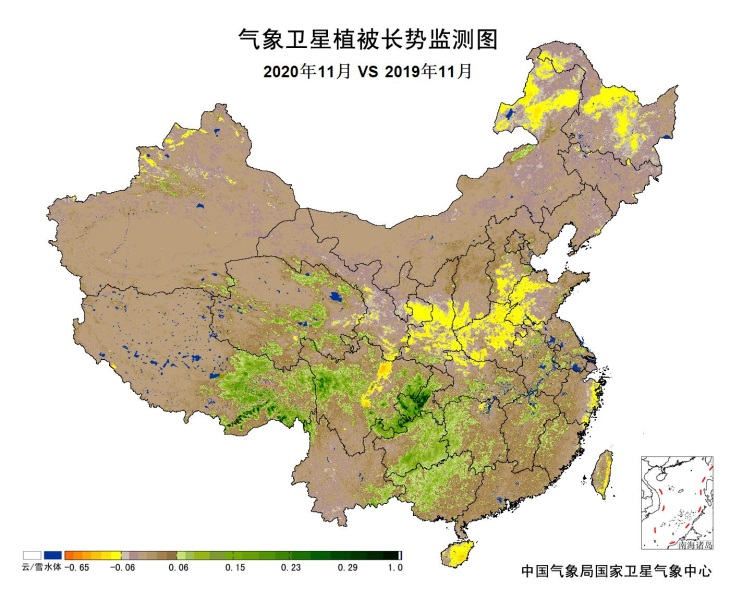 气象卫星植被长势监测图
2020年11月 VS 2019年11月
南海诸岛
云/雪水体 -0.65 -0.06 0.06 0.15 0.23 0.29 1.0
中国气象局国家卫星气象中心